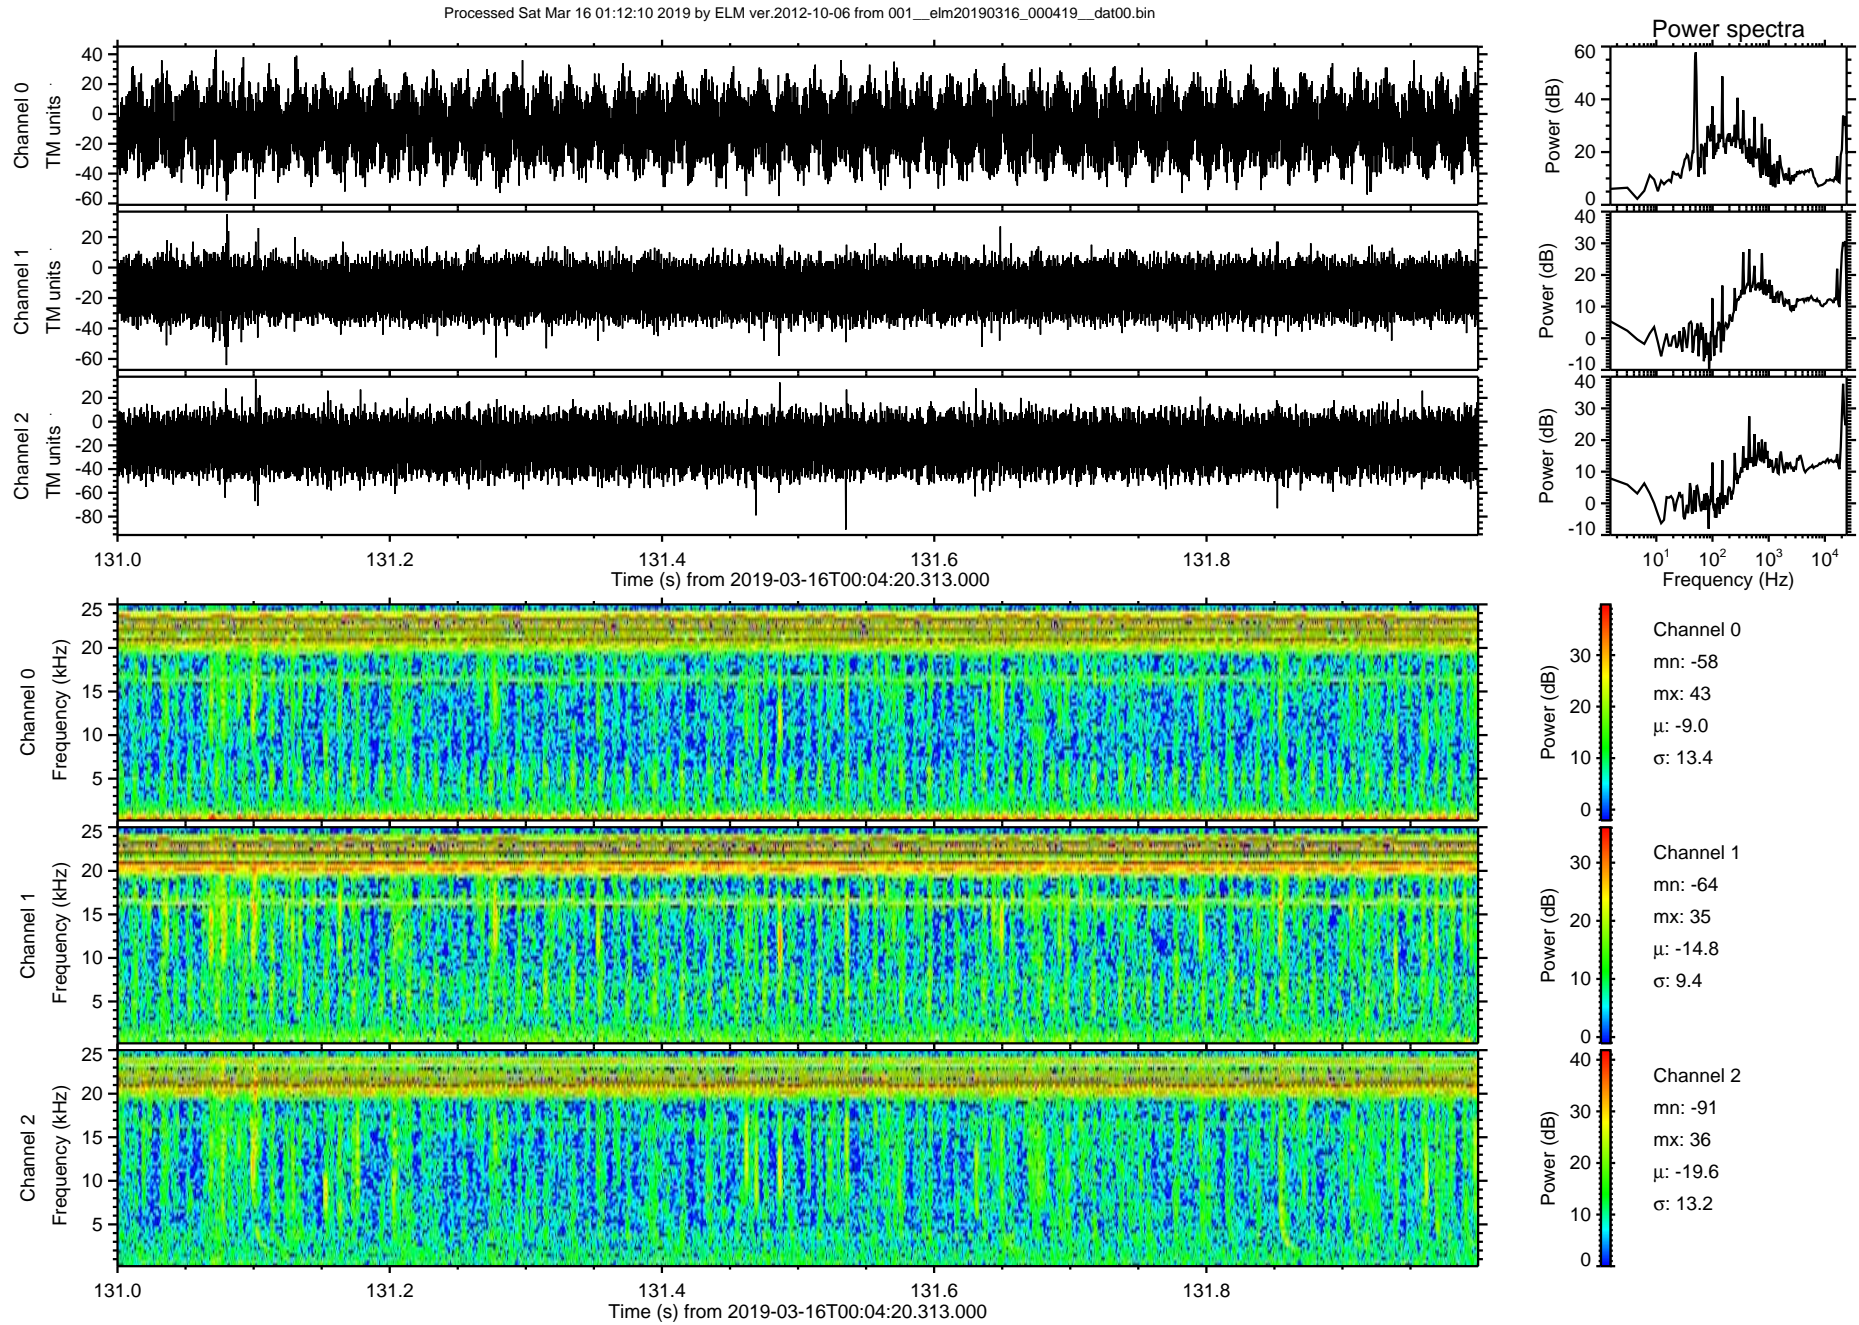 Processed Sat Mar 16 01:12:10 2019 by ELM ver.2012-10-06 from 001__elm20190316_000419__dat00.bin
Power spectra
Channel 0
TM units
40
20
0
-20
-40
-60
Power (dB)
60
40
20
0
Channel 1
TM units
20
0
-20
-40
-60
Power (dB)
40
30
20
10
0
-10
Channel 2
TM units
20
0
-20
-40
-60
-80
Power (dB)
40
30
20
10
0
-10
131.0 131.2 131.4 131.6 131.8
Time (s) from 2019-03-16T00:04:20.313.000
10¹ 10² 10³ 10⁴
Frequency (Hz)
Channel 0
Frequency (kHz)
25
20
15
10
5
Power (dB)
30
20
10
0
Channel 0
mn: -58
mx: 43
μ: -9.0
σ: 13.4
Channel 1
Frequency (kHz)
25
20
15
10
5
Power (dB)
30
20
10
0
Channel 1
mn: -64
mx: 35
μ: -14.8
σ: 9.4
Channel 2
Frequency (kHz)
25
20
15
10
5
Power (dB)
40
30
20
10
0
Channel 2
mn: -91
mx: 36
μ: -19.6
σ: 13.2
131.0 131.2 131.4 131.6 131.8
Time (s) from 2019-03-16T00:04:20.313.000